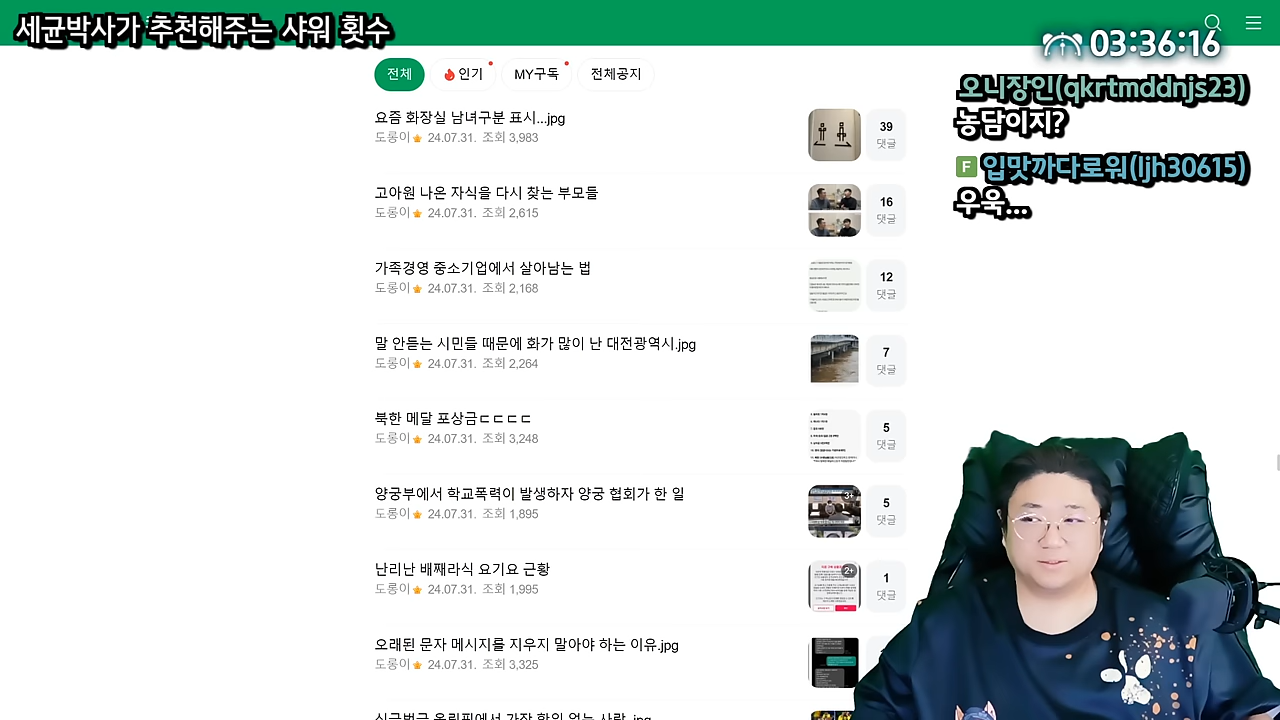 세균박사가 추천해주는 샤워 횟수
03:36:16
전체
인기
MY구독
전체공지
오니장인(qkrtmddnjs23)
농담이지?
F 입맛까다로워(ljh30615)
우욱...
요즘 화장실 남녀구분 표시...jpg
도롱이 24.07.31. 조회 3,983
39
댓글
고아원 나온 자식을 다시 찾는 부모들
도롱이 24.07.31. 조회 2,615
16
댓글
가족경영 중소기업에서 살아남는 법
도롱이 24.07.31. 조회 2,168
12
댓글
말 안듣는 시민들 때문에 화가 많이 난 대전광역시.jpg
도롱이 24.07.31. 조회 2,264
7
댓글
북한 메달 포상금ㄷㄷㄷㄷ
도롱이 24.07.31. 조회 3,249
5
댓글
양궁부에서 학교폭력이 발생하자 양궁 협회가 한 일
도롱이 24.07.31. 조회 1,895
3+
5
댓글
난리난 배째라식 요기요 근황
도롱이 24.07.31. 조회 1,995
2+
댓글
오래된 문자 메시지를 지우지 말아야 하는 이유.jpg
도롱이 24.07.31. 조회 3,325